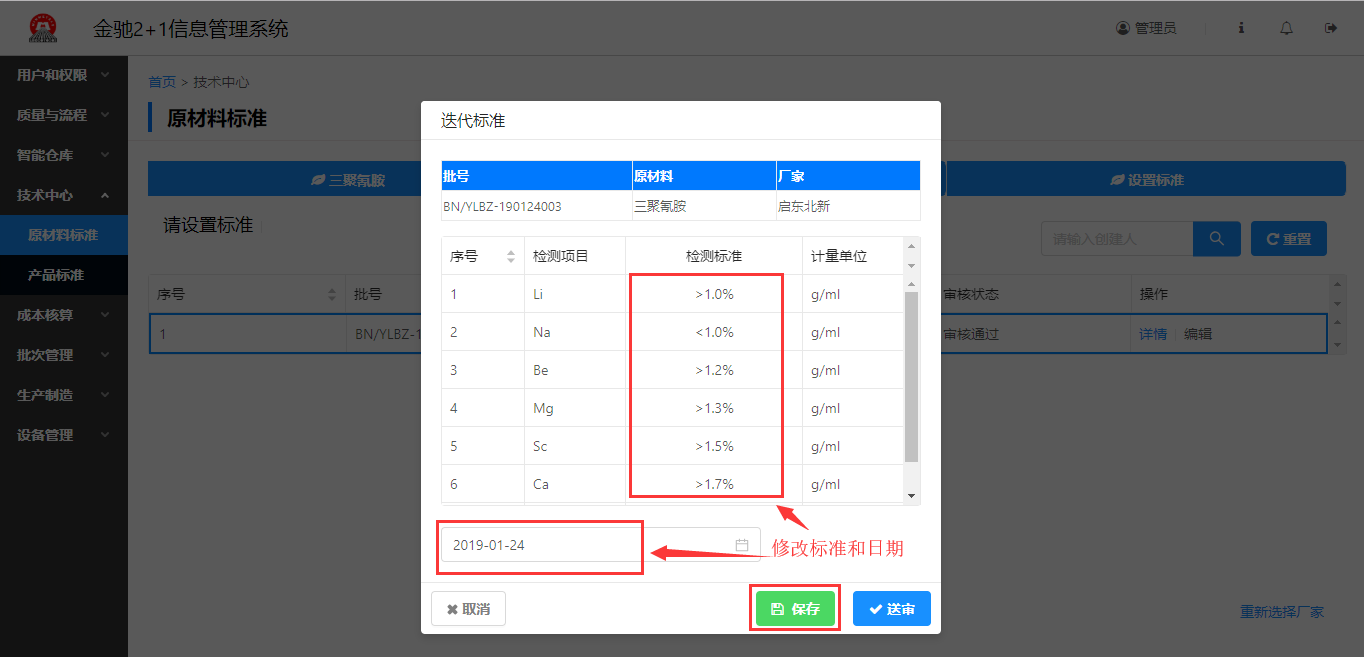 金驰2+1信息管理系统
管理员
用户和权限
质量与流程
智能仓库
技术中心
原材料标准
产品标准
成本核算
批次管理
生产制造
设备管理
首页 > 技术中心
原材料标准
三聚氰胺
设置标准
请设置标准
请输入创建人
重置
序号 批号 审核状态 操作
1 BN/YLBZ-1 审核通过 详情 编辑
重新选择厂家
迭代标准
批号 原材料 厂家
BN/YLBZ-190124003 三聚氰胺 启东北新
序号 检测项目 检测标准 计量单位
1 Li >1.0% g/ml
2 Na <1.0% g/ml
3 Be >1.2% g/ml
4 Mg >1.3% g/ml
5 Sc >1.5% g/ml
6 Ca >1.7% g/ml
2019-01-24
修改标准和日期
取消 保存 送审